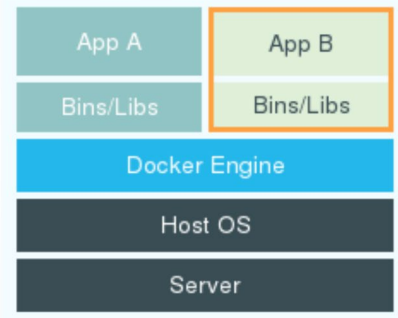 App A
App B
Bins/Libs
Bins/Libs
Docker Engine
Host OS
Server